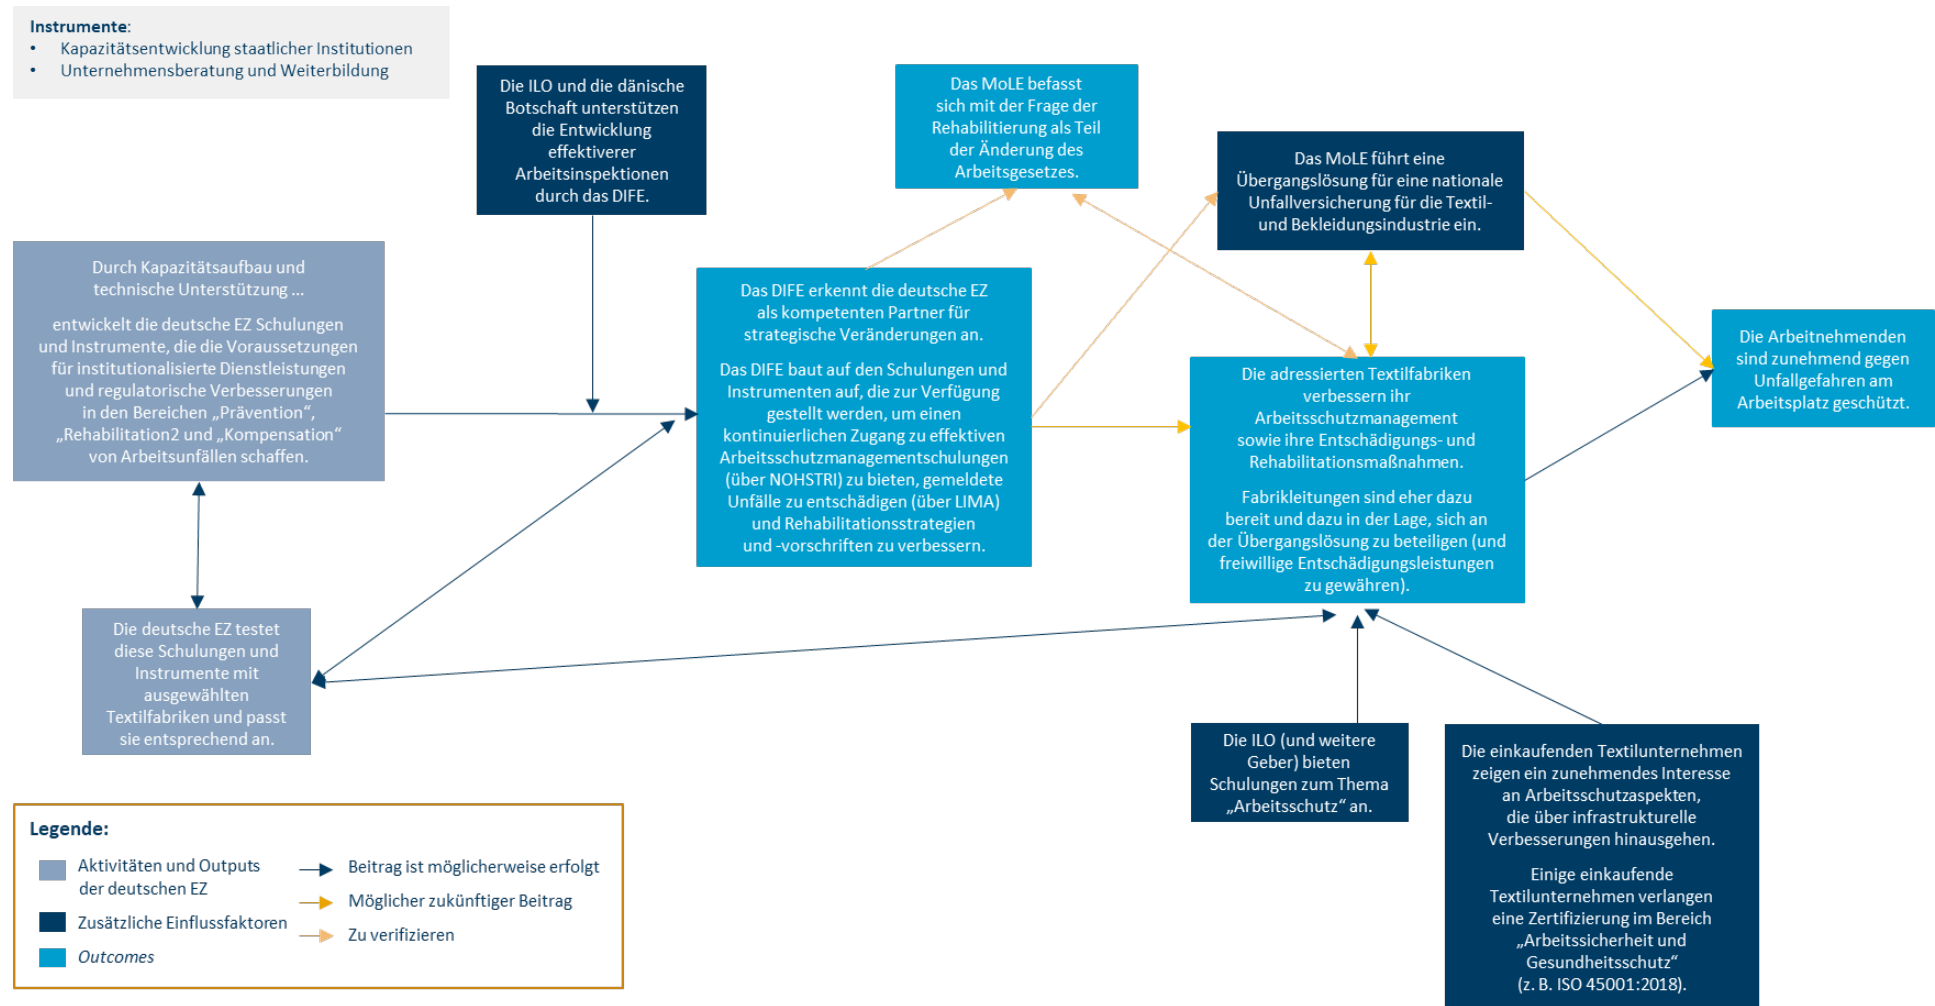 Instrumente:
• Kapazitätsentwicklung staatlicher Institutionen
• Unternehmensberatung und Weiterbildung
Die ILO und die dänische
Botschaft unterstützen
die Entwicklung
effektiverer
Arbeitsinspektionen
durch das DIFE.
Das MoLE befasst
sich mit der Frage der
Rehabilitierung als Teil
der Änderung des
Arbeitsgesetzes.
Das MoLE führt eine
Übergangslösung für eine nationale
Unfallversicherung für die Textil-
und Bekleidungsindustrie ein.
Durch Kapazitätsaufbau und
technische Unterstützung ...
entwickelt die deutsche EZ Schulungen
und Instrumente, die die Voraussetzungen
für institutionalisierte Dienstleistungen
und regulatorische Verbesserungen
in den Bereichen „Prävention“,
„Rehabilitation2 und „Kompensation“
von Arbeitsunfällen schaffen.
Das DIFE erkennt die deutsche EZ
als kompetenten Partner für
strategische Veränderungen an.
Das DIFE baut auf den Schulungen und
Instrumenten auf, die zur Verfügung
gestellt werden, um einen
kontinuierlichen Zugang zu effektiven
Arbeitsschutzmanagementschulungen
(über NOHSTRI) zu bieten, gemeldete
Unfälle zu entschädigen (über LIMA)
und Rehabilitationsstrategien
und -vorschriften zu verbessern.
Die adressierten Textilfabriken
verbessern ihr
Arbeitsschutzmanagement
sowie ihre Entschädigungs- und
Rehabilitationsmaßnahmen.
Fabrikleitungen sind eher dazu
bereit und dazu in der Lage, sich an
der Übergangslösung zu beteiligen (und
freiwillige Entschädigungsleistungen
zu gewähren).
Die Arbeitnehmenden
sind zunehmend gegen
Unfallgefahren am
Arbeitsplatz geschützt.
Die deutsche EZ testet
diese Schulungen und
Instrumente mit
ausgewählten
Textilfabriken und passt
sie entsprechend an.
Die ILO (und weitere
Geber) bieten
Schulungen zum Thema
„Arbeitsschutz“ an.
Die einkaufenden Textilunternehmen
zeigen ein zunehmendes Interesse
an Arbeitsschutzaspekten,
die über infrastrukturelle
Verbesserungen hinausgehen.
Einige einkaufende
Textilunternehmen verlangen
eine Zertifizierung im Bereich
„Arbeitssicherheit und
Gesundheitsschutz“
(z. B. ISO 45001:2018).
Legende:
Aktivitäten und Outputs
der deutschen EZ
Zusätzliche Einflussfaktoren
Outcomes
Beitrag ist möglicherweise erfolgt
Möglicher zukünftiger Beitrag
Zu verifizieren